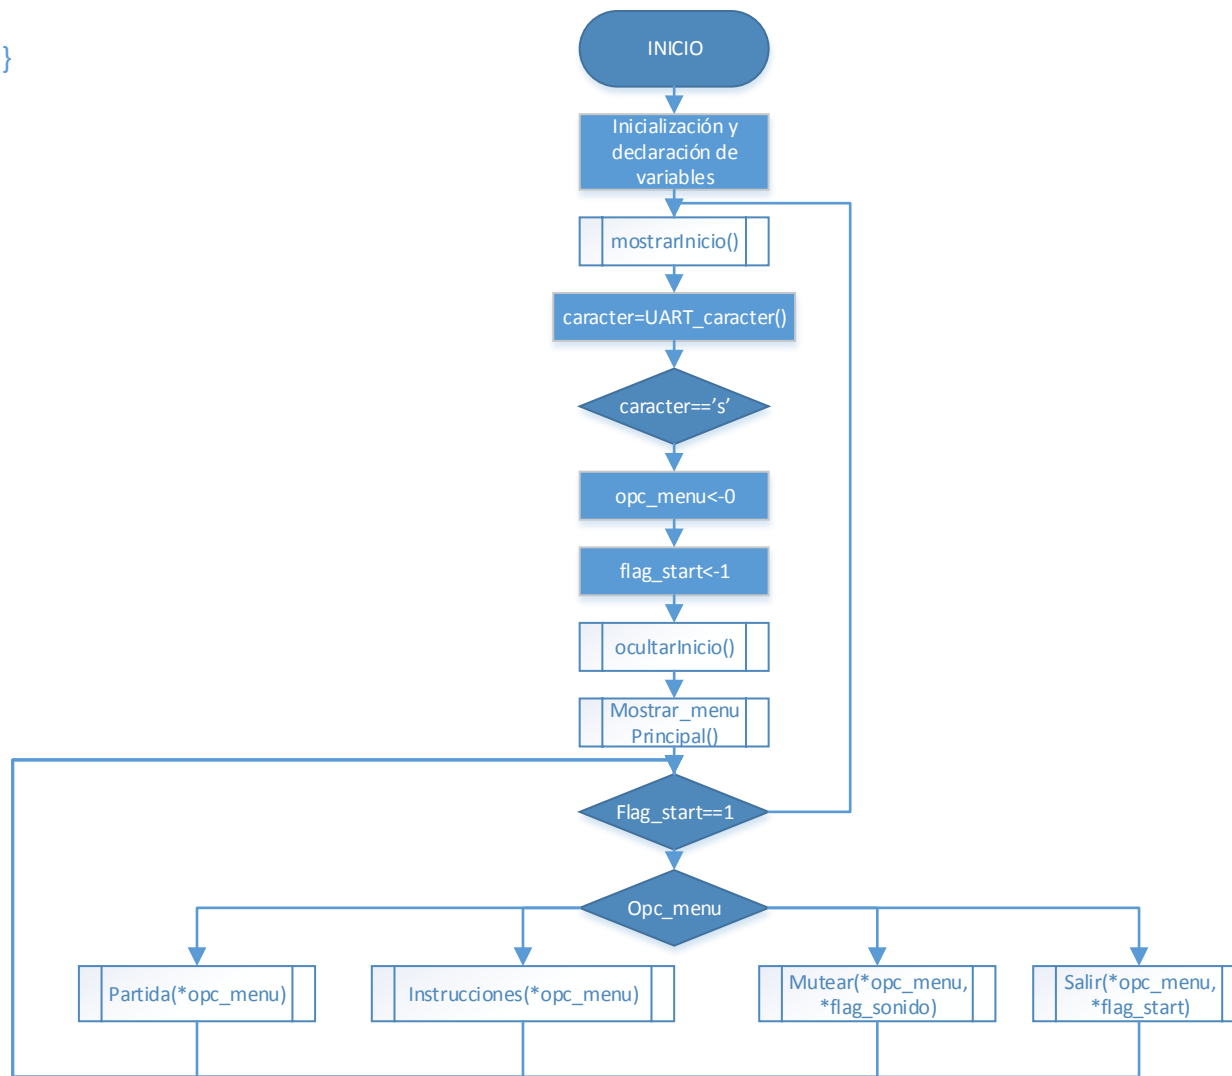 }
INICIO
Inicialización y
declaración de
variables
mostrarInicio()
caracter=UART_caracter()
caracter==’s’
opc_menu<-0
flag_start<-1
ocultarInicio()
Mostrar_menu
Principal()
Flag_start==1
Opc_menu
Partida(*opc_menu)
Instrucciones(*opc_menu)
Mutear(*opc_menu,
*flag_sonido)
Salir(*opc_menu,
*flag_start)